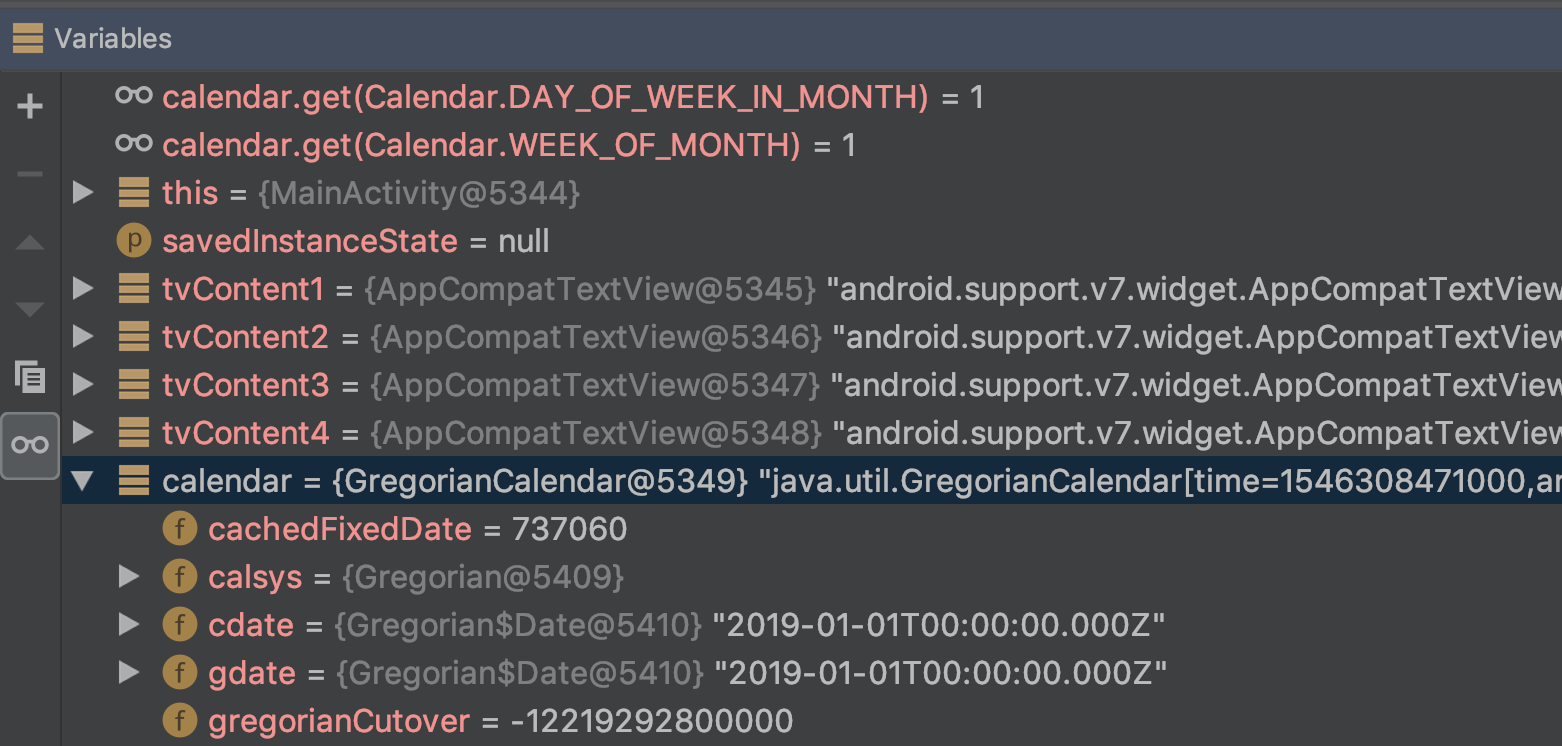 Variables
calendar.get(Calendar.DAY_OF_WEEK_IN_MONTH) = 1
calendar.get(Calendar.WEEK_OF_MONTH) = 1
this = {MainActivity@5344}
p savedInstanceState = null
tvContent1 = {AppCompatTextView@5345} "android.support.v7.widget.AppCompatTextView
tvContent2 = {AppCompatTextView@5346} "android.support.v7.widget.AppCompatTextView
tvContent3 = {AppCompatTextView@5347} "android.support.v7.widget.AppCompatTextView
tvContent4 = {AppCompatTextView@5348} "android.support.v7.widget.AppCompatTextView
calendar = {GregorianCalendar@5349} "java.util.GregorianCalendar[time=1546308471000,ar
f cachedFixedDate = 737060
f calsys = {Gregorian@5409}
f cdate = {Gregorian$Date@5410} "2019-01-01T00:00:00.000Z"
f gdate = {Gregorian$Date@5410} "2019-01-01T00:00:00.000Z"
f gregorianCutover = -12219292800000